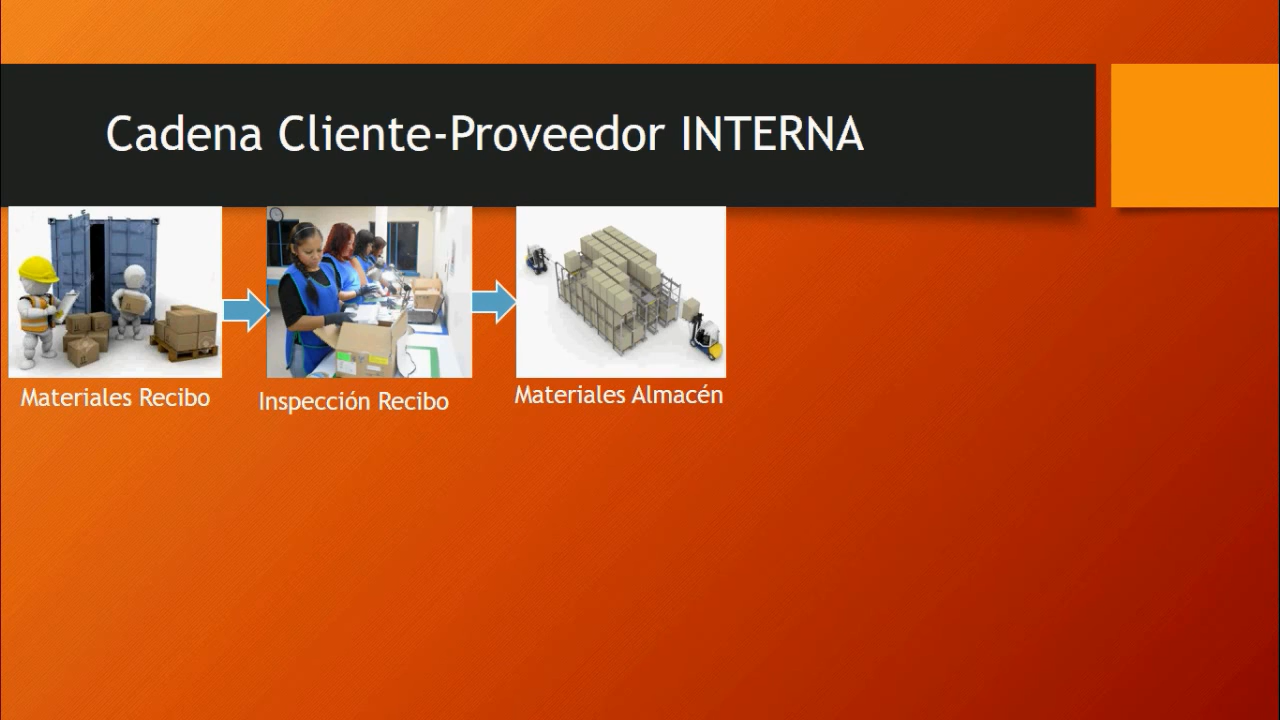 Cadena Cliente-Proveedor INTERNA
Materiales Recibo
Inspección Recibo
Materiales Almacén